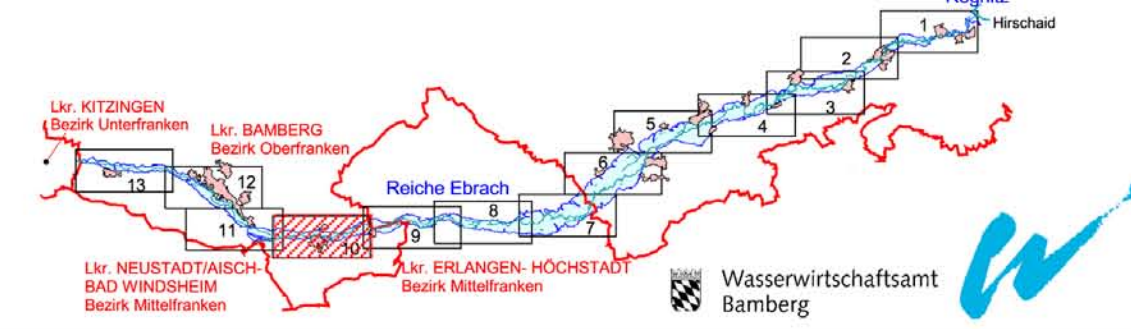 Regnitz
Hirschaid
1
2
3
4
5
6
7
8
9
10
11
12
13
Lkr. KITZINGEN
Bezirk Unterfranken
Lkr. BAMBERG
Bezirk Oberfranken
Reiche Ebrach
Lkr. NEUSTADT/AISCH-
BAD WINDSHEIM
Bezirk Mittelfranken
Lkr. ERLANGEN- HÖCHSTADT
Bezirk Mittelfranken
Wasserwirtschaftsamt
Bamberg